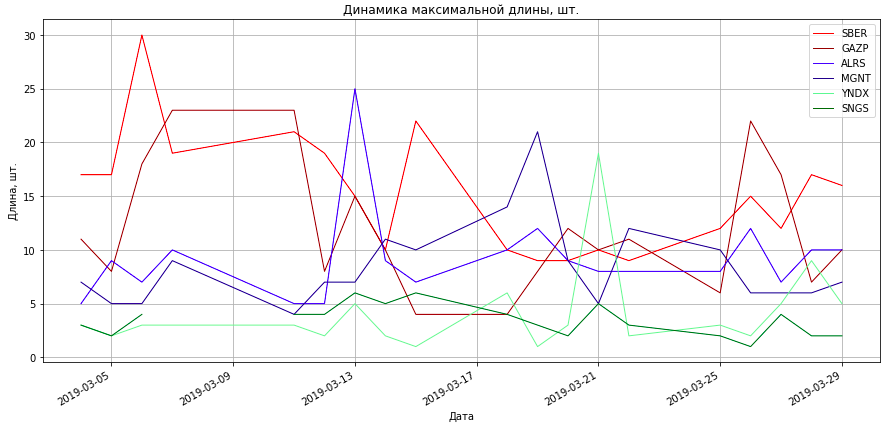 Динамика максимальной длины, шт.
SBER
GAZP
ALRS
MGNT
YNDX
SNGS
Длина, шт.
30
25
20
15
10
5
0
2019-03-05
2019-03-09
2019-03-13
2019-03-17
2019-03-21
2019-03-25
2019-03-29
Дата